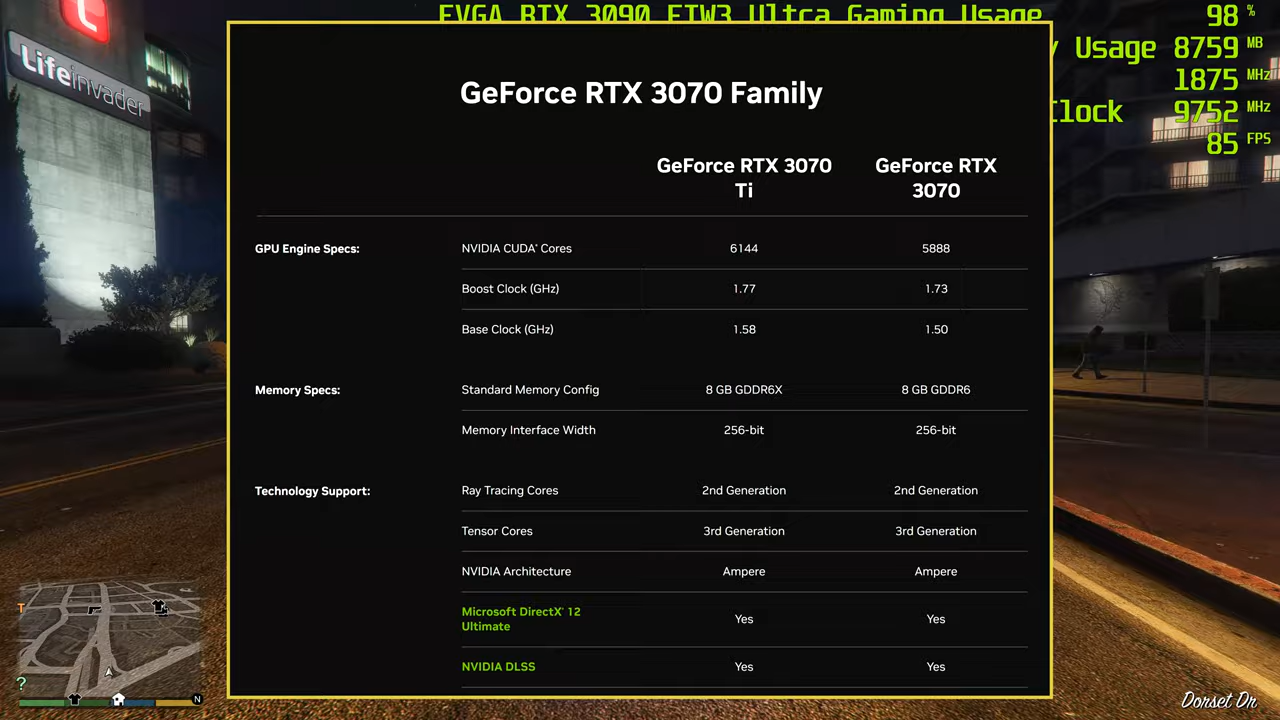 EVGA RTX 3090 FTW3 Ultra Gaming Usage 98 %
Usage 8759 MB
1875 MHz
Clock 9752 MHz
85 FPS
Lifeinvader
GeForce RTX 3070 Family
GeForce RTX 3070 Ti
GeForce RTX 3070
GPU Engine Specs: NVIDIA CUDA® Cores 6144 5888
Boost Clock (GHz) 1.77 1.73
Base Clock (GHz) 1.58 1.50
Memory Specs: Standard Memory Config 8 GB GDDR6X 8 GB GDDR6
Memory Interface Width 256-bit 256-bit
Technology Support: Ray Tracing Cores 2nd Generation 2nd Generation
Tensor Cores 3rd Generation 3rd Generation
NVIDIA Architecture Ampere Ampere
Microsoft DirectX® 12 Ultimate Yes Yes
NVIDIA DLSS Yes Yes
T
?
N
Dorset Dr